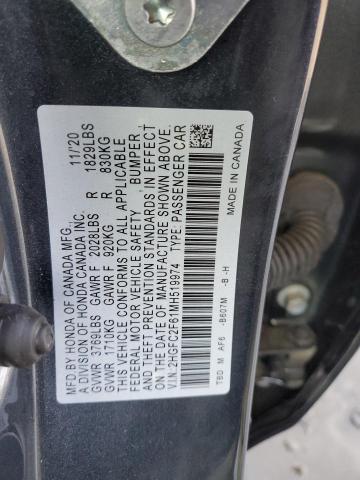 MFD. BY HONDA OF CANADA MFG. 11/'20
A DIVISION OF HONDA CANADA INC.
GVWR 3769LBS GAWR F 2028LBS R 1829LBS
GVWR 1710KG GAWR F 920KG R 830KG
THIS VEHICLE CONFORMS TO ALL APPLICABLE
FEDERAL MOTOR VEHICLE SAFETY, BUMPER,
AND THEFT PREVENTION STANDARDS IN EFFECT
ON THE DATE OF MANUFACTURE SHOWN ABOVE.
V.I.N: 2HGFC2F61MH519974 TYPE: PASSENGER CAR
TBD M AF6 -B607M -B -H
MADE IN CANADA